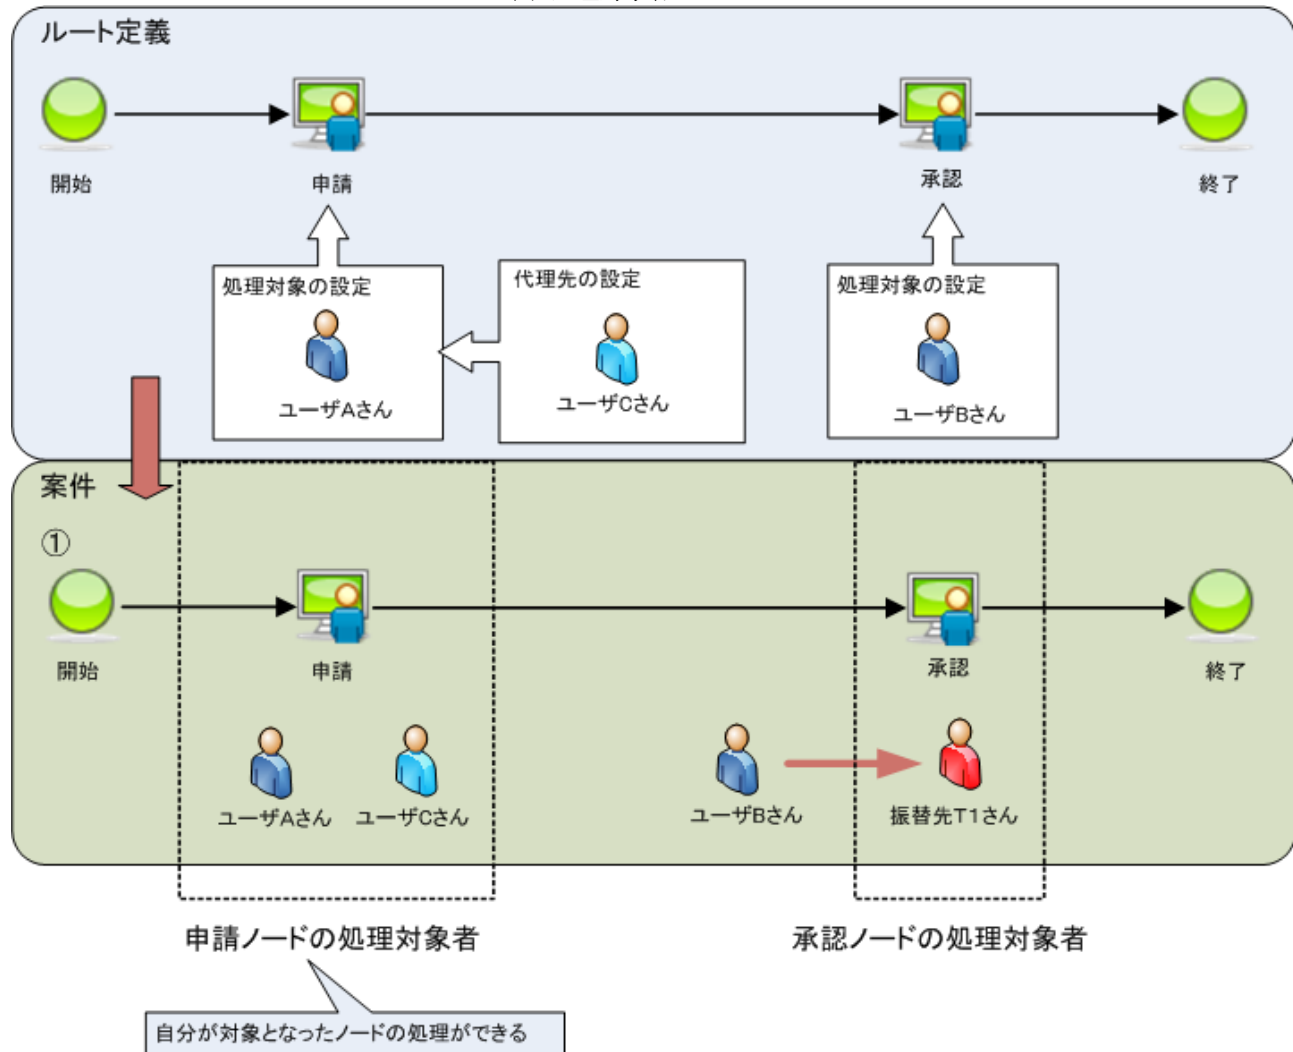 ルート定義
開始
申請
承認
終了
処理対象の設定
ユーザAさん
代理先の設定
ユーザCさん
処理対象の設定
ユーザBさん
案件
①
開始
申請
承認
終了
ユーザAさん
ユーザCさん
ユーザBさん
振替先T1さん
申請ノードの処理対象者
承認ノードの処理対象者
自分が対象となったノードの処理ができる